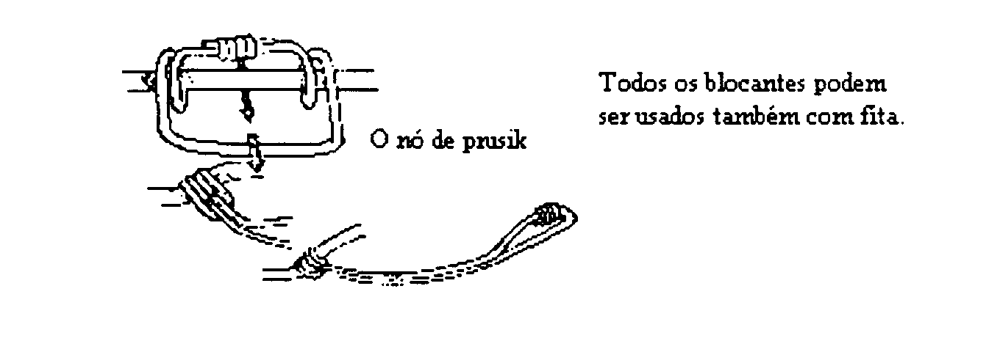 Todos os blocantes podem
ser usados também com fita.
O nó de prusik